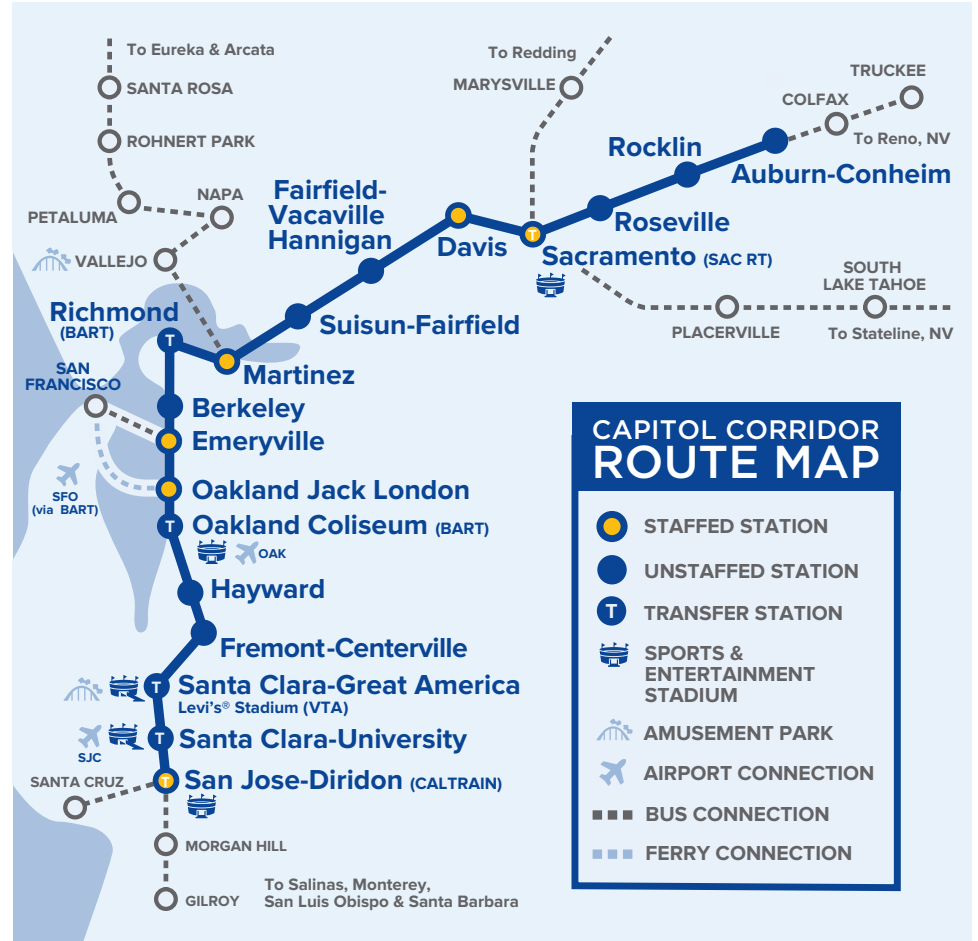 To Eureka & Arcata
SANTA ROSA
ROHNERT PARK
NAPA
PETALUMA
VALLEJO
To Redding
MARYSVILLE
TRUCKEE
COLFAX
To Reno, NV
Rocklin
Auburn-Conheim
Roseville
Fairfield-
Vacaville
Hannigan
Davis
T
Sacramento (SAC RT)
SOUTH
LAKE TAHOE
PLACERVILLE
To Stateline, NV
Suisun-Fairfield
Richmond
(BART)
T
Martinez
SAN
FRANCISCO
Berkeley
Emeryville
SFO
(via BART)
Oakland Jack London
T
Oakland Coliseum (BART)
OAK
Hayward
Fremont-Centerville
T
Santa Clara-Great America
Levi's® Stadium (VTA)
T
Santa Clara-University
SJC
T
San Jose-Diridon (CALTRAIN)
SANTA CRUZ
MORGAN HILL
GILROY
To Salinas, Monterey,
San Luis Obispo & Santa Barbara
CAPITOL CORRIDOR
ROUTE MAP
STAFFED STATION
UNSTAFFED STATION
T
TRANSFER STATION
SPORTS &
ENTERTAINMENT
STADIUM
AMUSEMENT PARK
AIRPORT CONNECTION
BUS CONNECTION
FERRY CONNECTION